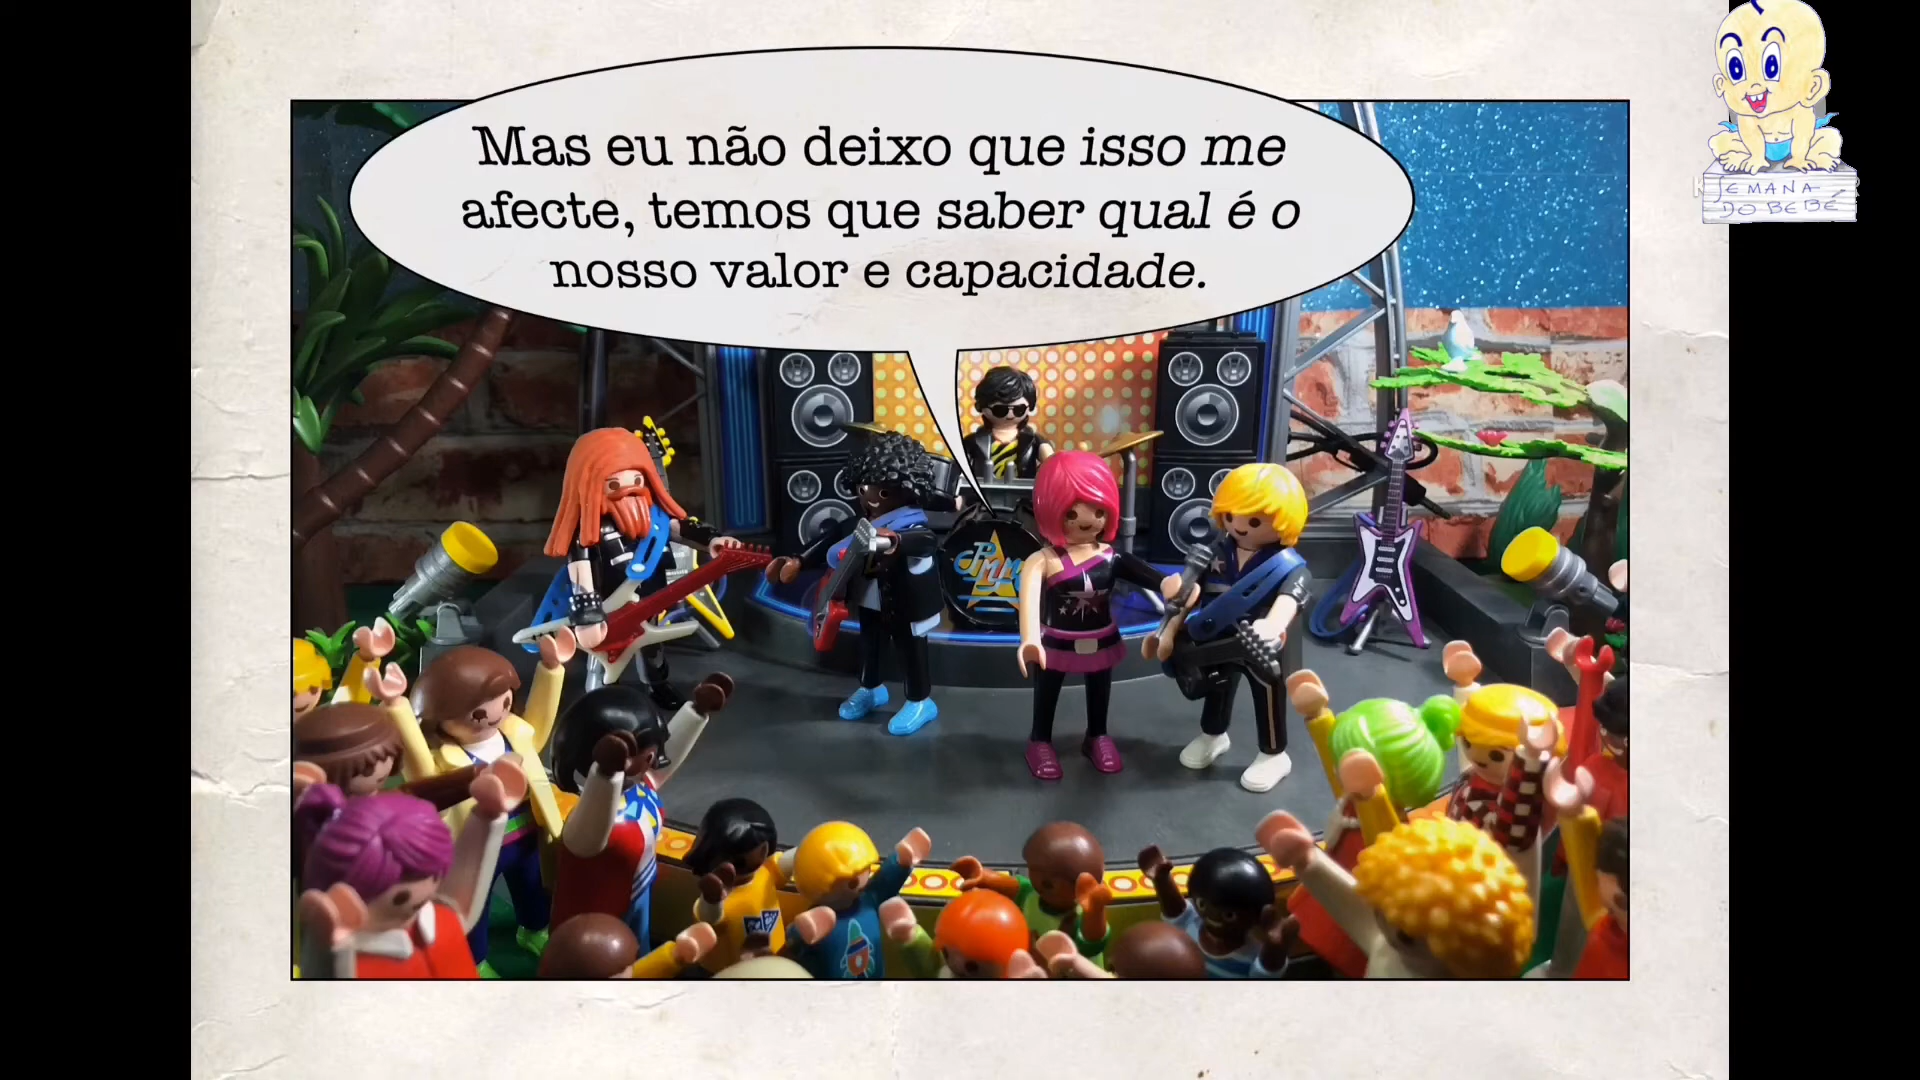 Mas eu não deixo que isso me
afecte, temos que saber qual é o
nosso valor e capacidade.
SEMANA
DO BEBÉ